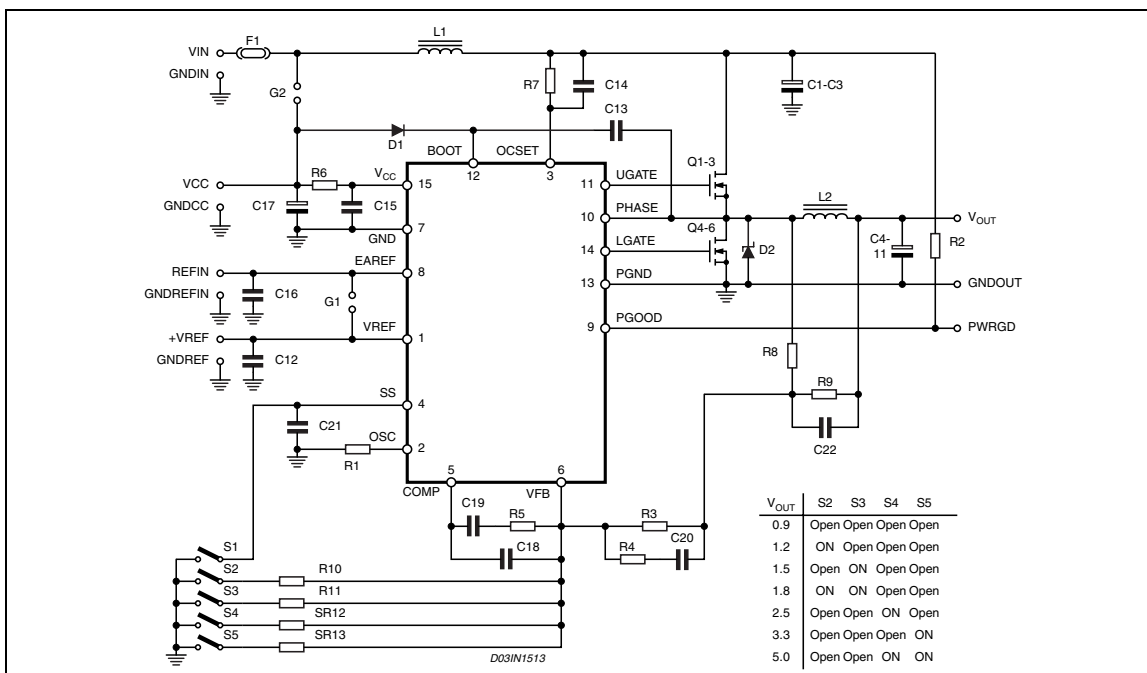 VIN
F1
L1
GNDIN
G2
R7
C14
C1-C3
C13
D1
BOOT
OCSET
12
3
Q1-3
VCC
R6
VCC
15
11
UGATE
L2
GNDCC
C17
C15
10
PHASE
VOUT
GND
7
Q4-6
14
LGATE
D2
C4-
11
R2
REFIN
EAREF
8
13
PGND
GNDOUT
GNDREFIN
C16
G1
+VREF
VREF
1
9
PGOOD
PWRGD
GNDREF
C12
R8
SS
4
R9
C21
OSC
2
R1
C22
5
6
COMP
VFB
C19
R5
R3
C18
R4
C20
S1
S2
R10
S3
R11
S4
SR12
S5
SR13
D03IN1513
VOUT S2 S3 S4 S5
0.9 Open Open Open Open
1.2 ON Open Open Open
1.5 Open ON Open Open
1.8 ON ON Open Open
2.5 Open Open ON Open
3.3 Open Open Open ON
5.0 Open Open ON ON